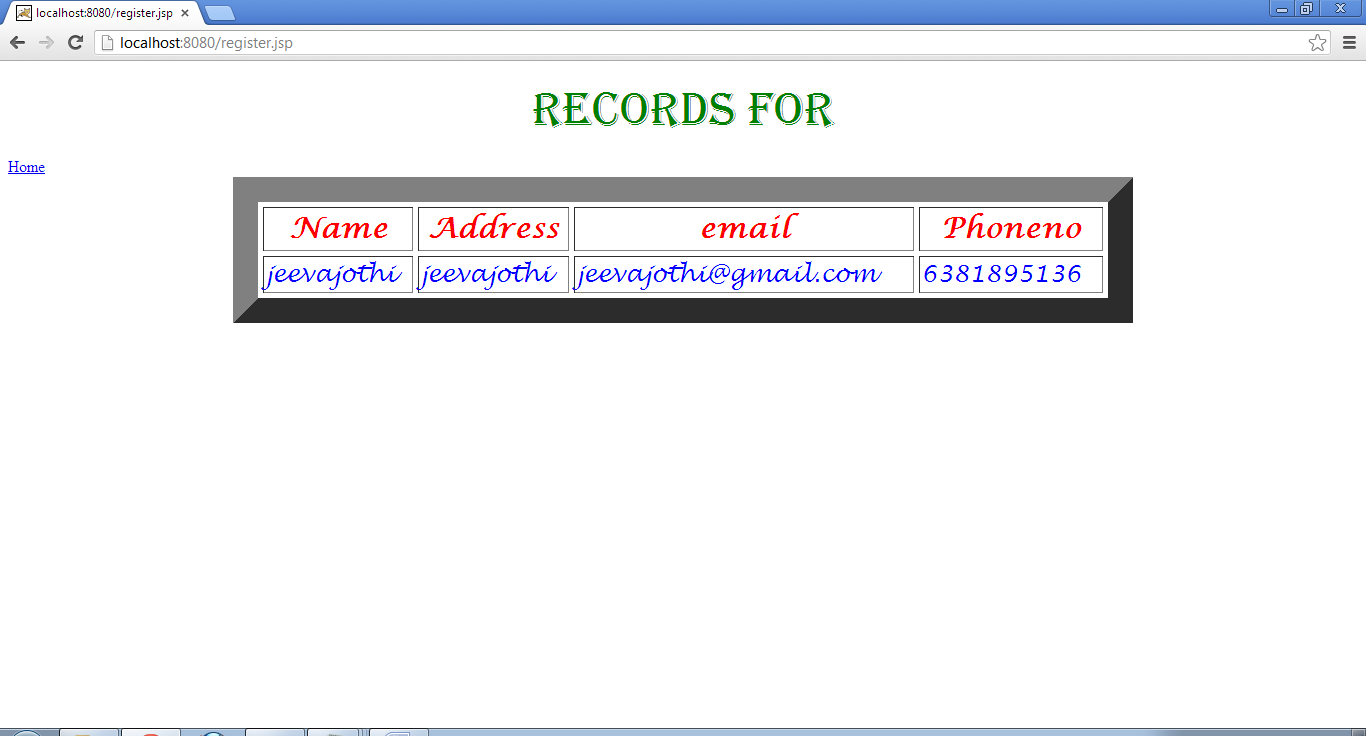 localhost:8080/register.jsp
localhost:8080/register.jsp
RECORDS FOR
Home
Name Address email Phoneno
jeevajothi jeevajothi jeevajothi@gmail.com 6381895136